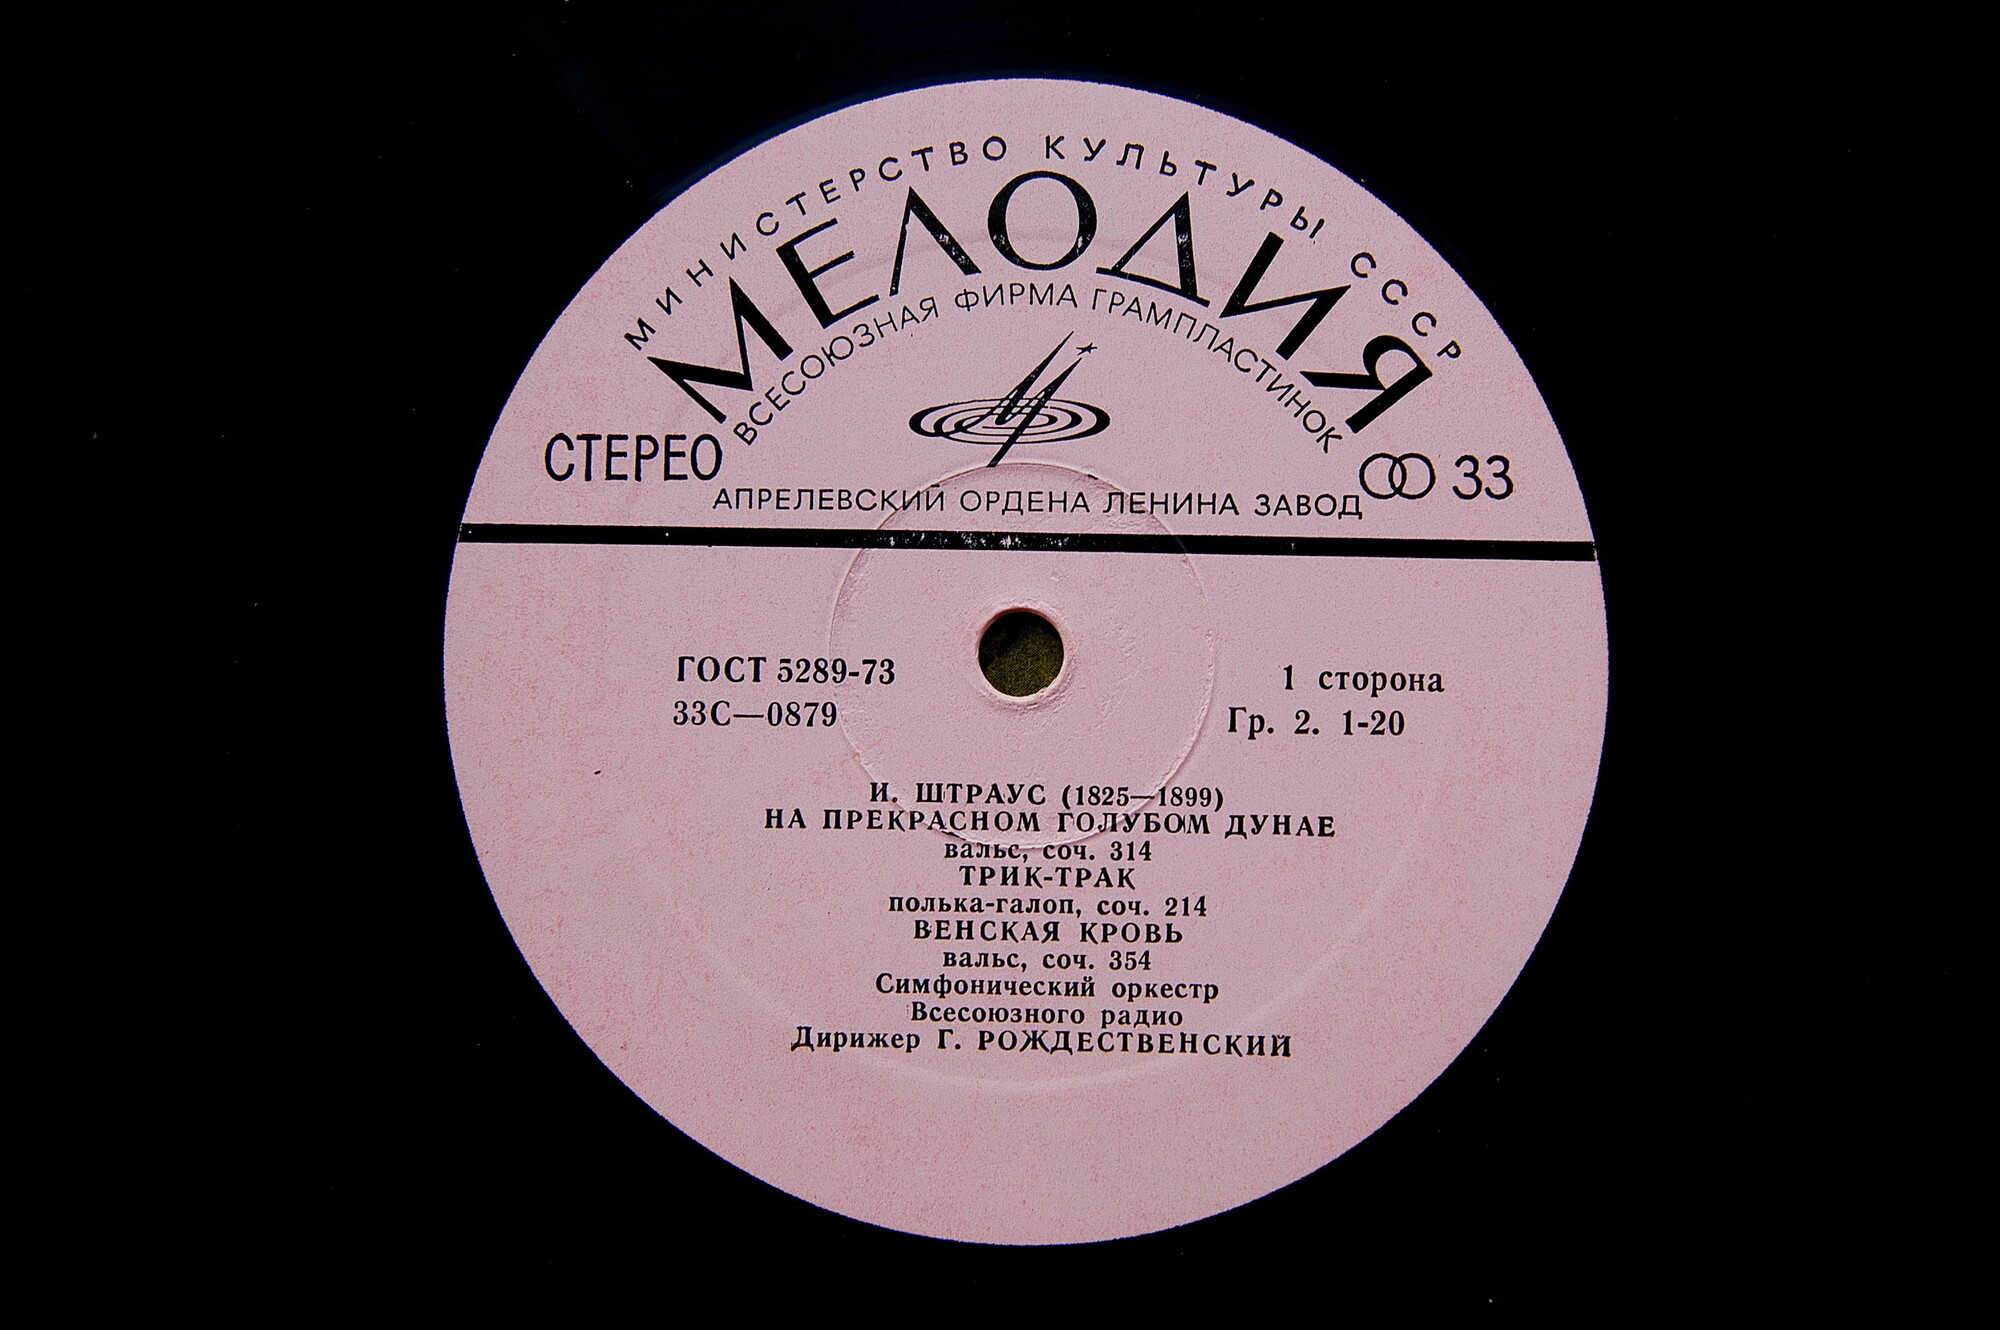 МИНИСТЕРСТВО КУЛЬТУРЫ СССР
МЕЛОДИЯ
ВСЕСОЮЗНАЯ ФИРМА ГРАМПЛАСТИНОК
СТЕРЕО
33
АПРЕЛЕВСКИЙ ОРДЕНА ЛЕНИНА ЗАВОД
ГОСТ 5289-73
33С—0879
1 сторона
Гр. 2. 1-20
И. ШТРАУС (1825—1899)
НА ПРЕКРАСНОМ ГОЛУБОМ ДУНАЕ
вальс, соч. 314
ТРИК-ТРАК
полька-галоп, соч. 214
ВЕНСКАЯ КРОВЬ
вальс, соч. 354
Симфонический оркестр
Всесоюзного радио
Дирижер Г. РОЖДЕСТВЕНСКИЙ